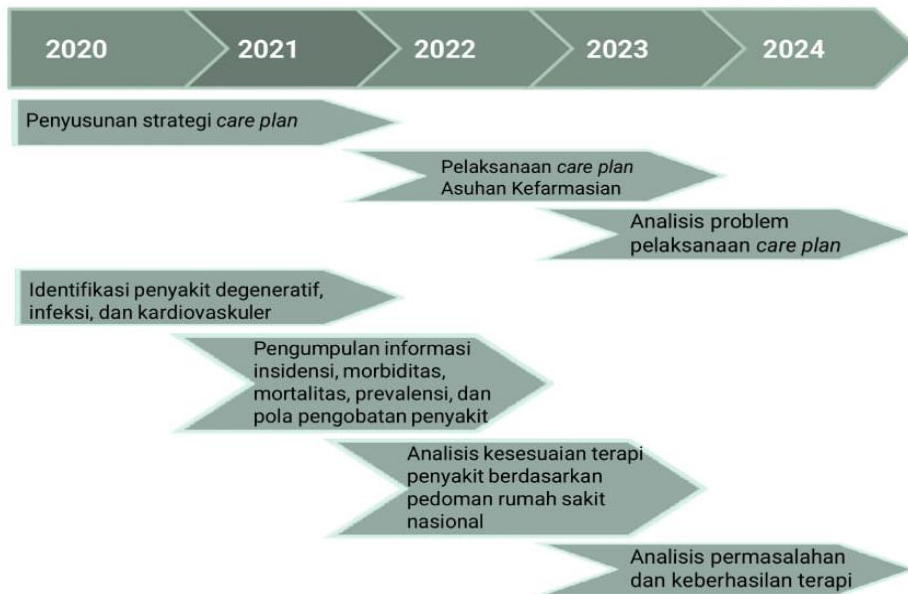 2020 2021 2022 2023 2024
Penyusunan strategi care plan
Pelaksanaan care plan
Asuhan Kefarmasian
Analisis problem
pelaksanaan care plan
Identifikasi penyakit degeneratif,
infeksi, dan kardiovaskuler
Pengumpulan informasi
insidensi, morbiditas,
mortalitas, prevalensi, dan
pola pengobatan penyakit
Analisis kesesuaian terapi
penyakit berdasarkan
pedoman rumah sakit
nasional
Analisis permasalahan
dan keberhasilan terapi